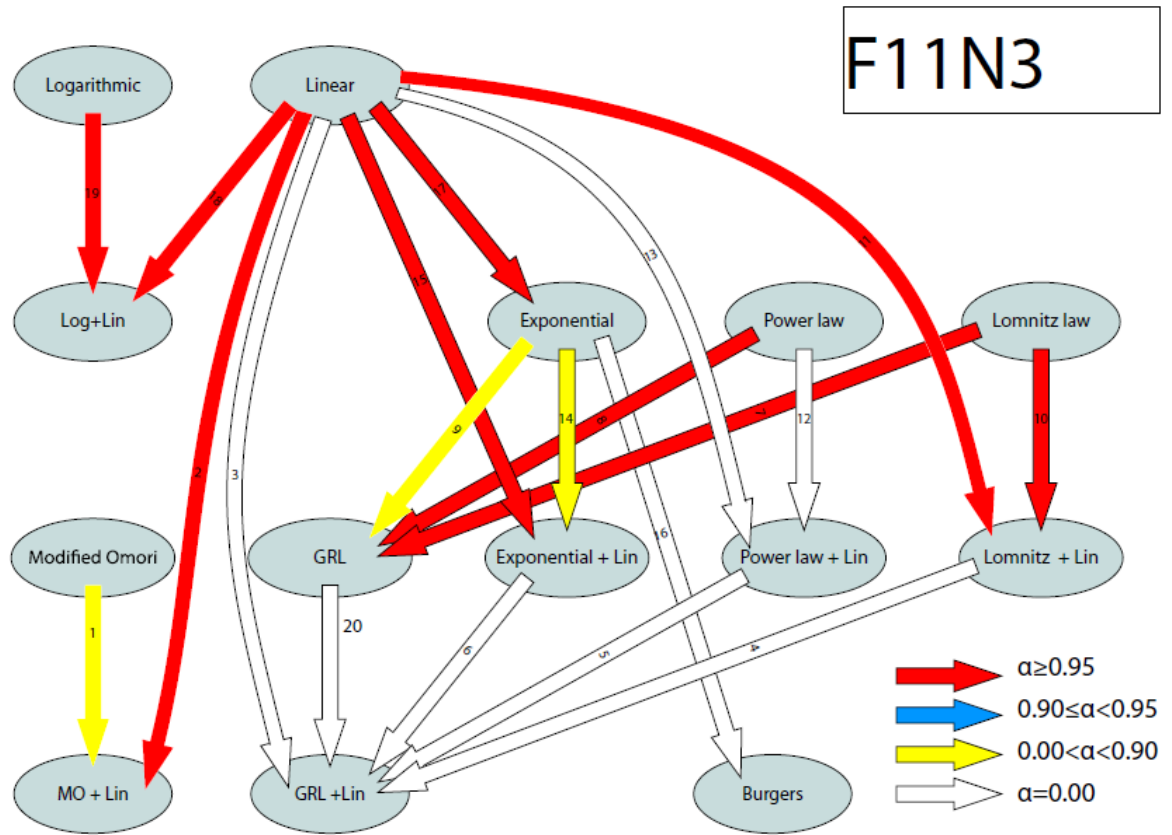 F11N3
Logarithmic
Linear
19
18
17
11
13
15
Log+Lin
Exponential
Power law
Lomnitz law
9
14
8
7
12
10
2
3
16
Modified Omori
GRL
Exponential + Lin
Power law + Lin
Lomnitz + Lin
1
20
6
5
4
α≥0.95
0.90≤α<0.95
0.00<α<0.90
α=0.00
MO + Lin
GRL +Lin
Burgers